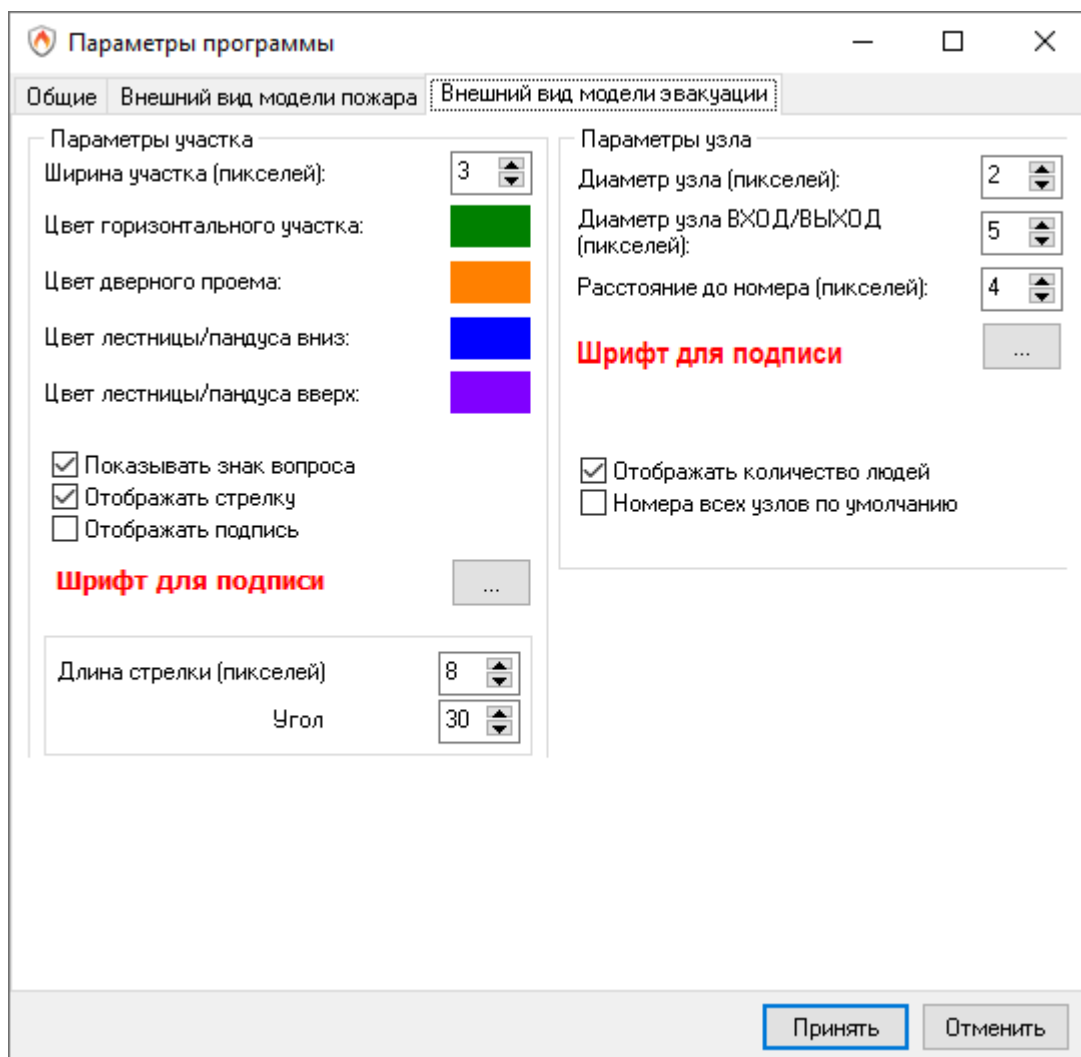 Параметры программы
Общие
Внешний вид модели пожара
Внешний вид модели эвакуации
Параметры участка
Ширина участка (пикселей):
3
Цвет горизонтального участка:
Цвет дверного проема:
Цвет лестницы/пандуса вниз:
Цвет лестницы/пандуса вверх:
Показывать знак вопроса
Отображать стрелку
Отображать подпись
Шрифт для подписи
...
Длина стрелки (пикселей)
8
Угол
30
Параметры узла
Диаметр узла (пикселей):
2
Диаметр узла ВХОД/ВЫХОД
(пикселей):
5
Расстояние до номера (пикселей):
4
Шрифт для подписи
...
Отображать количество людей
Номера всех узлов по умолчанию
Принять
Отменить